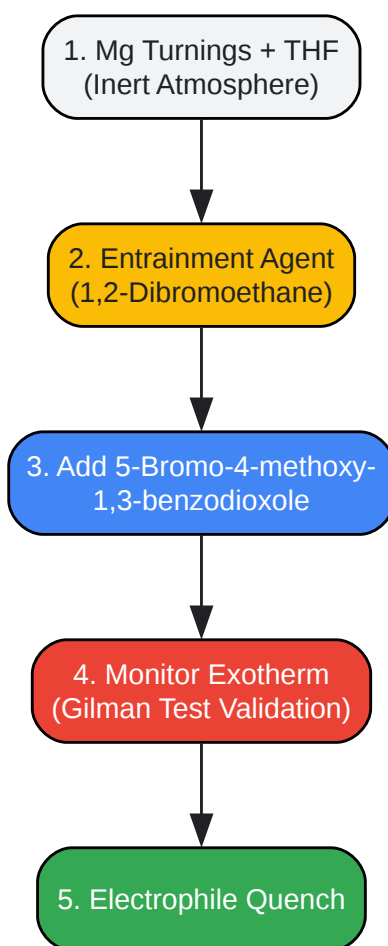 1. Mg Turnings + THF
(Inert Atmosphere)
2. Entrainment Agent
(1,2-Dibromoethane)
3. Add 5-Bromo-4-methoxy-
1,3-benzodioxole
4. Monitor Exotherm
(Gilman Test Validation)
5. Electrophile Quench